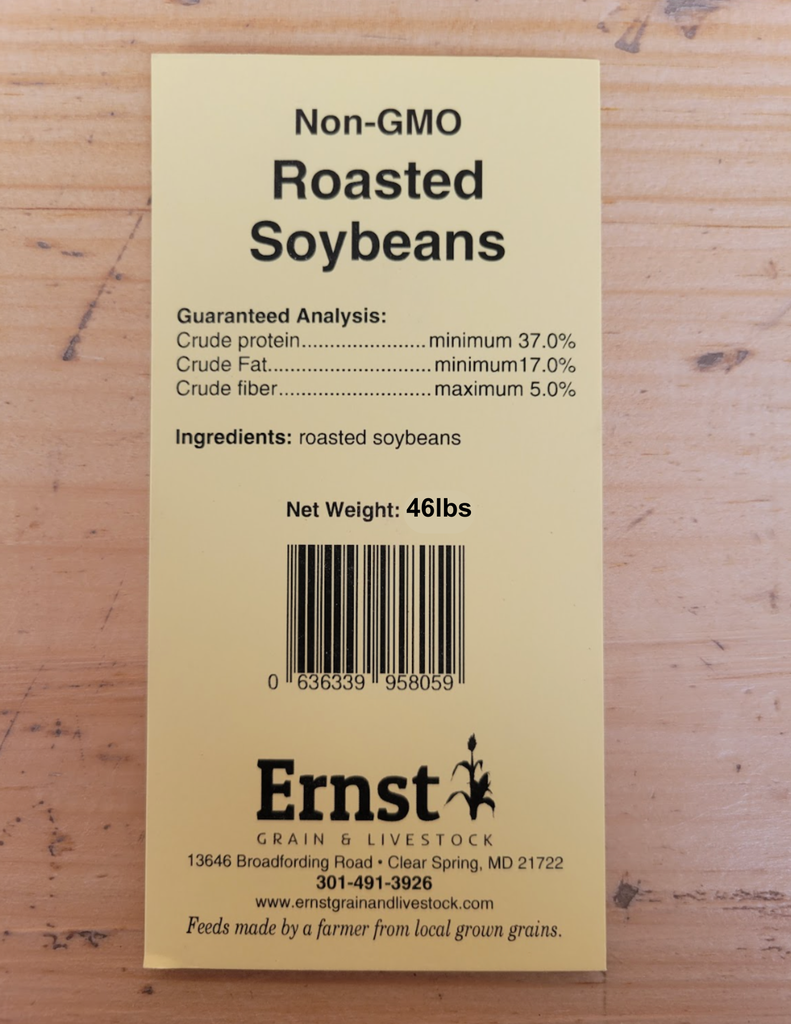 Non-GMO
Roasted
Soybeans
Guaranteed Analysis:
Crude protein......................minimum 37.0%
Crude Fat.............................minimum17.0%
Crude fiber...........................maximum 5.0%
Ingredients: roasted soybeans
Net Weight: 46lbs
0 636339 958059
Ernst
GRAIN & LIVESTOCK
13646 Broadfording Road • Clear Spring, MD 21722
301-491-3926
www.ernstgrainandlivestock.com
Feeds made by a farmer from local grown grains.